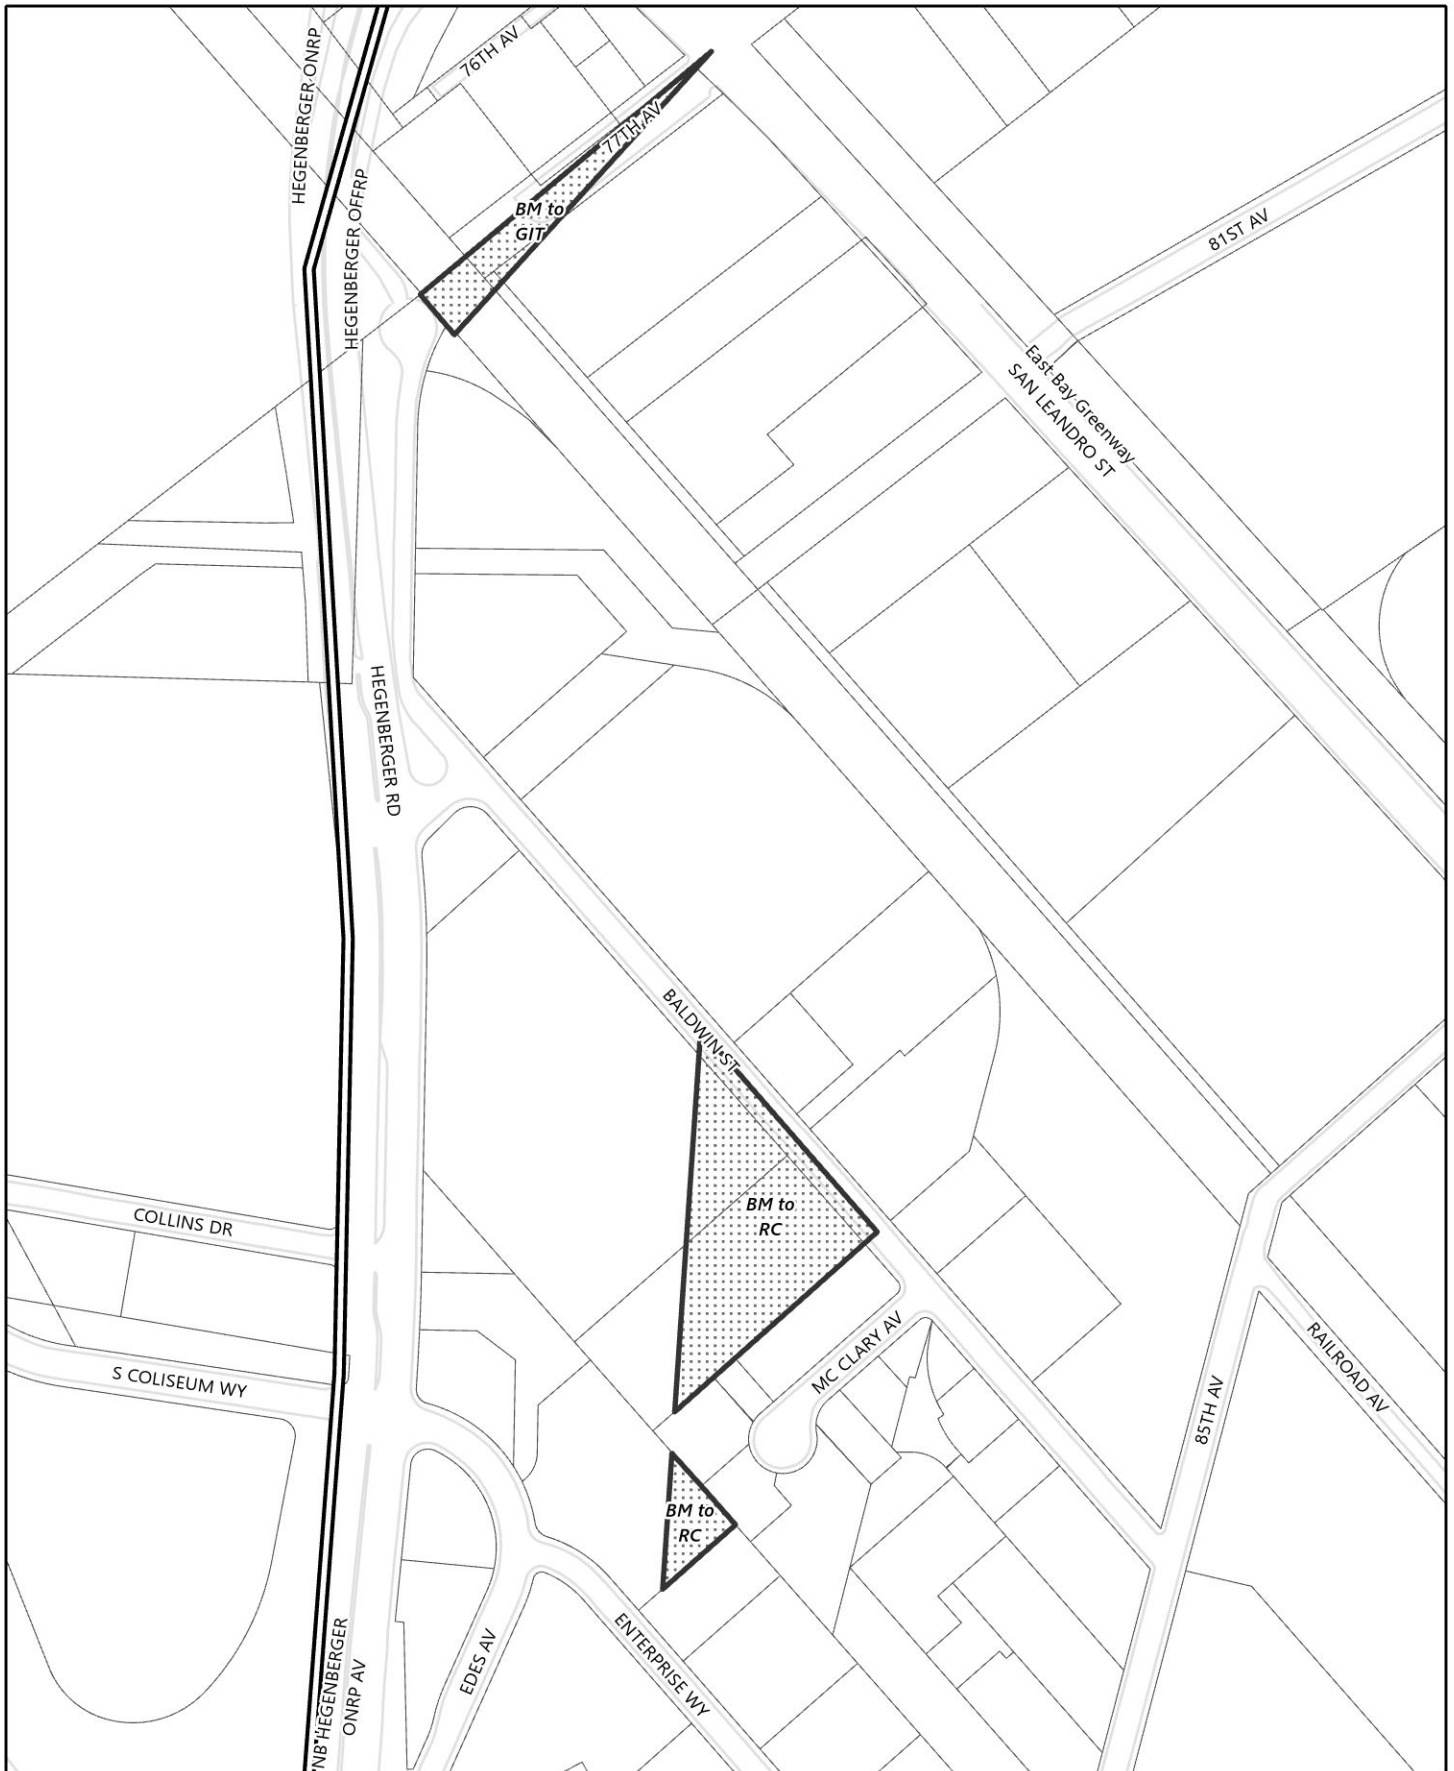 76TH AV
HEGENBERGER ONRP
77TH AV
HEGENBERGER OFFRP
BM to
GIT
81ST AV
East Bay Greenway
SAN LEANDRO ST
HEGENBERGER RD
BALDWIN ST
COLLINS DR
BM to
RC
MC CLARY AV
RAILROAD AV
S COLISEUM WY
85TH AV
BM to
RC
NB HEGENBERGER
ONRP AV
EDES AV
ENTERPRISE WY